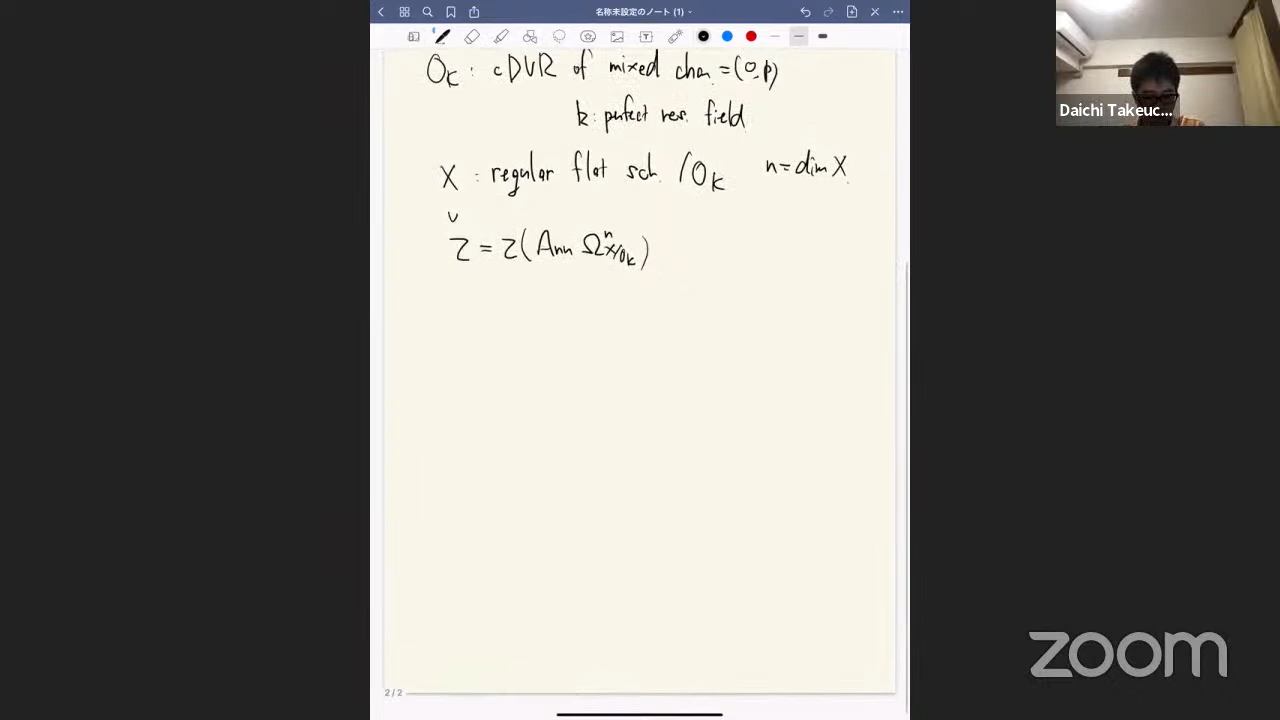 名称未設定のノート (1)
Daichi Takeuc...
O_K : cDVR of mixed char. = (0,p)
k : perfect res. field
X : regular flat sch. / O_K n = dim X
∪
Z = Z(Ann Ω^n_{X/O_K})
2 / 2
zoom